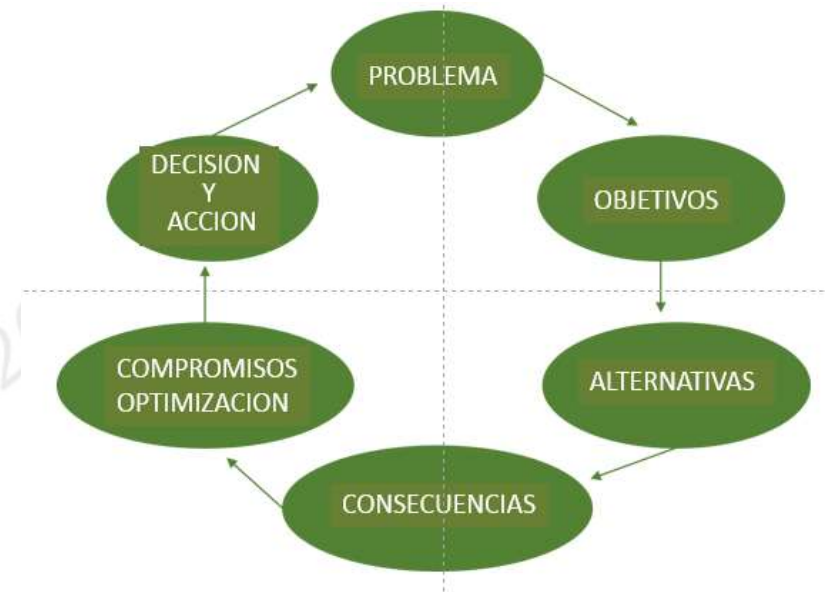 PROBLEMA
OBJETIVOS
ALTERNATIVAS
CONSECUENCIAS
COMPROMISOS
OPTIMIZACION
DECISION
Y
ACCION